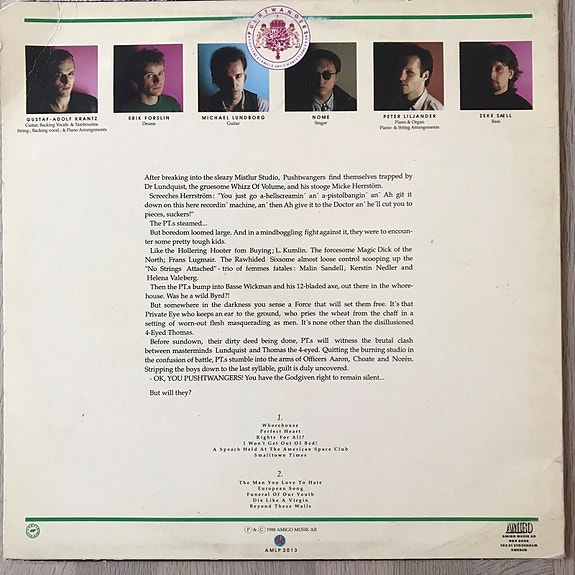 PUSHTWANGERS
GUSTAF-ADOLF KRANTZ
Guitar, Backing Vocals & Tambourine
String-, Backing vocal-, & Piano Arrangements
ERIK FORSLIN
Drums
MICHAEL LUNDBORG
Guitar
NOME
Singer
PETER LILJANDER
Piano & Organ
Piano- & String Arrangements
ZEKE SÆLL
Bass
After breaking into the sleazy Mistlur Studio, Pushtwangers find themselves trapped by
Dr Lundquist, the gruesome Whizz Of Volume, and his stooge Micke Herrström.
Screeches Herrström: "You just go a-hellscreamin' an' a-pistolbangin' an' Ah git it
down on this here recordin' machine, an' then Ah give it to the Doctor an' he'll cut you to
pieces, suckers!"
The PT.s steamed...
But boredom loomed large. And in a mindboggling fight against it, they were to encoun-
ter some pretty tough kids.
Like the Hollering Hooter fom Buying; L. Kumlin. The forcesome Magic Dick of the
North; Frans Lugmair. The Rawhided Sixsome almost loose control scooping up the
"No Strings Attached" - trio of femmes fatales: Malin Sandell, Kerstin Nedler and
Helena Valeberg.
Then the PT.s bump into Basse Wickman and his 12-bladed axe, out there in the whore-
house. Was he a wild Byrd?!
But somewhere in the darkness you sense a Force that will set them free. It's that
Private Eye who keeps an ear to the ground, who pries the wheat from the chaff in a
setting of worn-out flesh masquerading as men. It's none other than the disillusioned
4-Eyed Thomas.
Before sundown, their dirty deed being done, PT.s will witness the brutal clash
between masterminds Lundquist and Thomas the 4-eyed. Quitting the burning studio in
the confusion of battle, PT.s stumble into the arms of Officers Aaron, Choate and Norén.
Stripping the boys down to the last syllable, guilt is duly uncovered.
- OK, YOU PUSHTWANGERS! You have the Godgiven right to remain silent...
But will they?
1.
Whorehouse
Perfect Heart
Rights For All?
I Won't Get Out Of Bed!
A Speach Held At The American Space Club
Smalltown Times
2.
The Man You Love To Hate
European Song
Funeral Of Our Youth
Die Like A Virgin
Beyond These Walls
Ⓟ & © 1988 AMIGO MUSIK AB
AMLP 2013
AMIGO
AMIGO MUSIK AB
BOX 6058
102 31 STOCKHOLM
SWEDEN